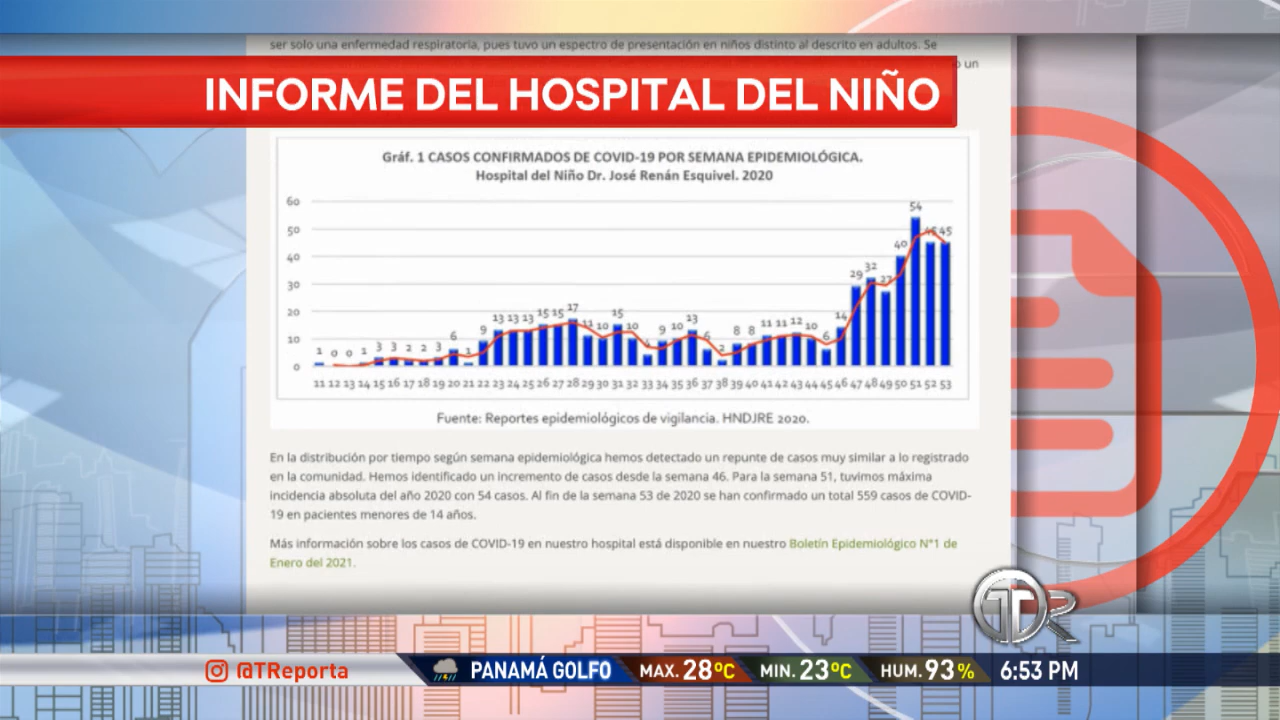 ser solo una enfermedad respiratoria, pues tuvo un espectro de presentación en niños distinto al descrito en adultos. Se
un
INFORME DEL HOSPITAL DEL NIÑO
Gráf. 1 CASOS CONFIRMADOS DE COVID-19 POR SEMANA EPIDEMIOLÓGICA.
Hospital del Niño Dr. José Renán Esquivel. 2020
60
50
40
30
20
10
0
1 0 0 1 3 3 2 2 3 6 1 9 13 13 13 15 15 17 11 10 15 10 9 10 13 6 2 8 8 11 11 12 10 6 14 29 32 27 40 54 45 45
11 12 13 14 15 16 17 18 19 20 21 22 23 24 25 26 27 28 29 30 31 32 33 34 35 36 37 38 39 40 41 42 43 44 45 46 47 48 49 50 51 52 53
Fuente: Reportes epidemiológicos de vigilancia. HNDJRE 2020.
En la distribución por tiempo según semana epidemiológica hemos detectado un repunte de casos muy similar a lo registrado
en la comunidad. Hemos identificado un incremento de casos desde la semana 46. Para la semana 51, tuvimos máxima
incidencia absoluta del año 2020 con 54 casos. Al fin de la semana 53 de 2020 se han confirmado un total 559 casos de COVID-
19 en pacientes menores de 14 años.
Más información sobre los casos de COVID-19 en nuestro hospital está disponible en nuestro Boletín Epidemiológico N°1 de
Enero del 2021.
TR
@TReporta
PANAMÁ GOLFO MAX. 28°C MIN. 23°C HUM. 93% 6:53 PM